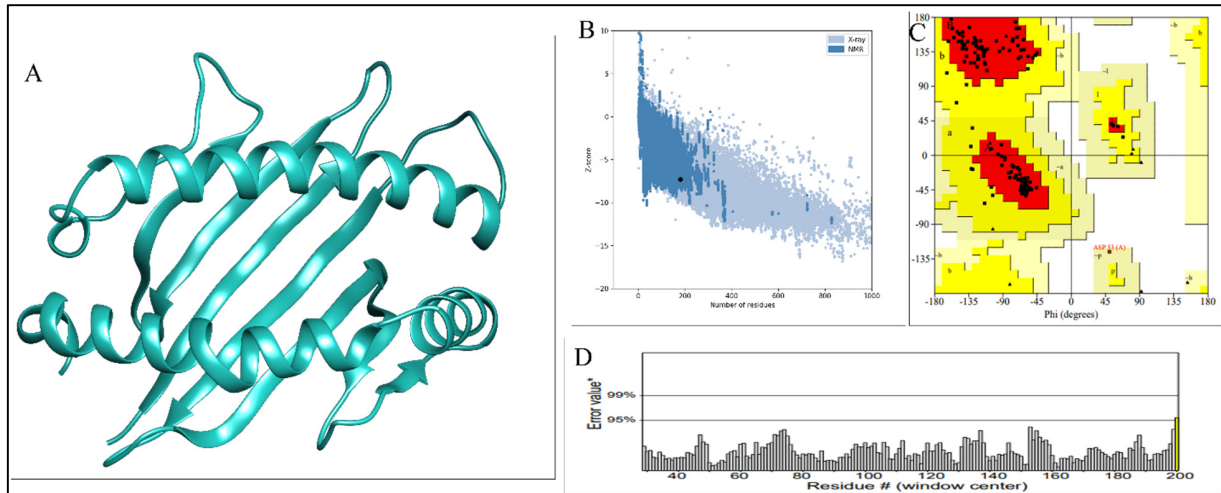 A
B
10
5
0
-5
-10
-15
-20
Z-score
X-ray
NMR
0 200 400 600 800 1000
Number of residues
C
180
135
90
45
0
-45
-90
-135
B
b
a
~b
~l
l
~a
~b
b
ASP 53 (A)
~p
p
~b
b
~b
-180 -135 -90 -45 0 45 90 135 180
Phi (degrees)
D
Error value*
99%
95%
40 60 80 100 120 140 160 180 200
Residue # (window center)